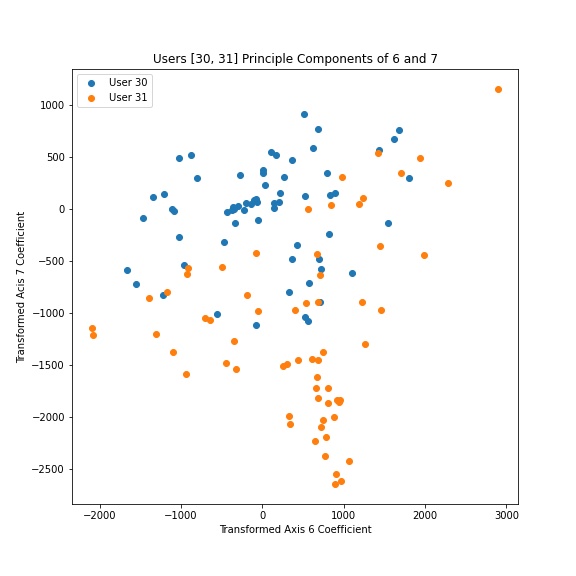 Users [30, 31] Principle Components of 6 and 7
User 30
User 31
Transformed Acis 7 Coefficient
1000
500
0
−500
−1000
−1500
−2000
−2500
−2000 −1000 0 1000 2000 3000
Transformed Axis 6 Coefficient